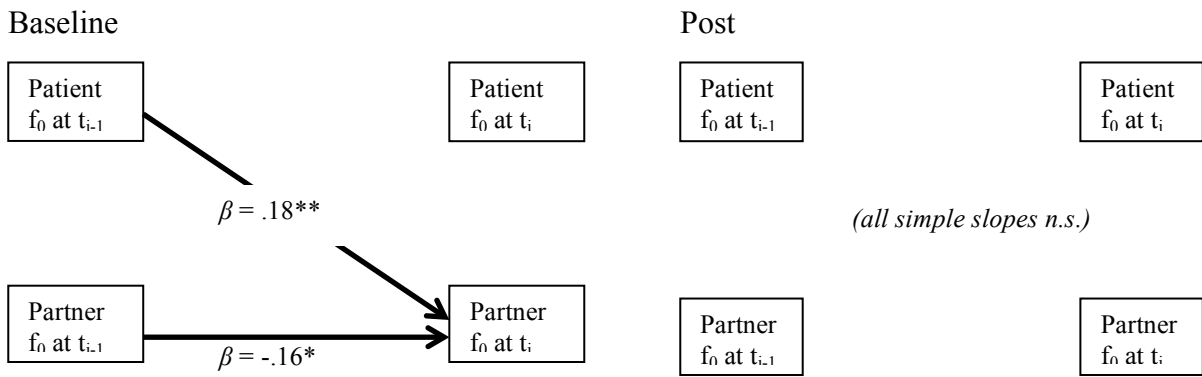 Baseline
Post
Patient
f₀ at tᵢ₋₁
Patient
f₀ at tᵢ
Patient
f₀ at tᵢ₋₁
Patient
f₀ at tᵢ
β = .18**
(all simple slopes n.s.)
Partner
f₀ at tᵢ₋₁
Partner
f₀ at tᵢ
Partner
f₀ at tᵢ₋₁
Partner
f₀ at tᵢ
β = -.16*